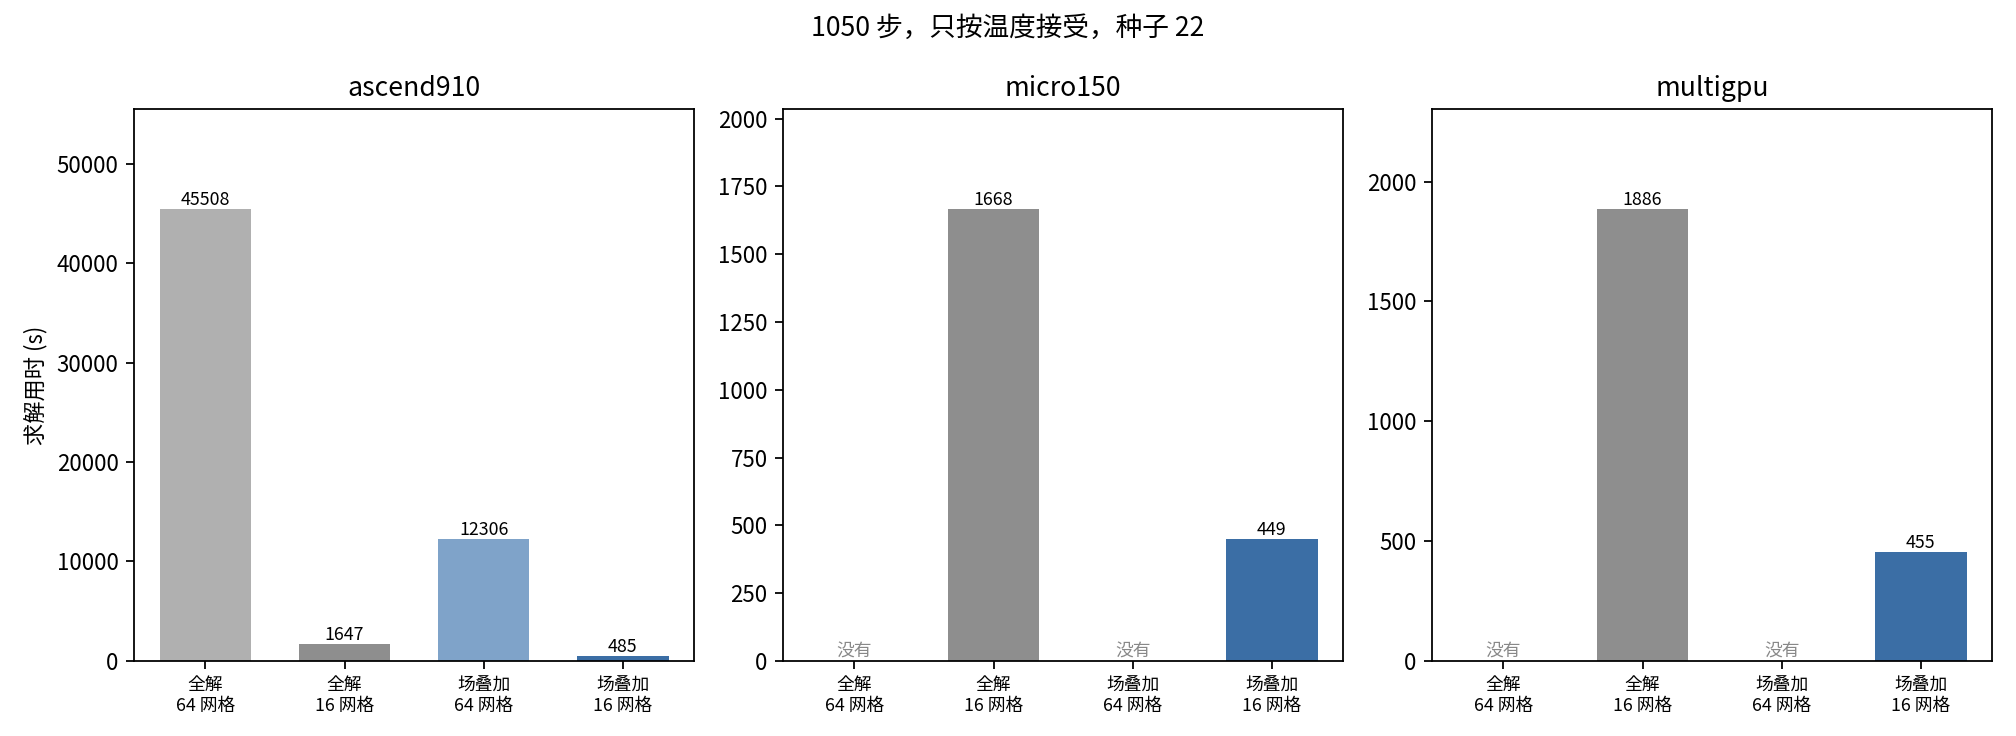 1050 步，只按温度接受，种子 22
ascend910
求解用时 (s)
50000
40000
30000
20000
10000
0
45508
1647
12306
485
全解
64 网格
全解
16 网格
场叠加
64 网格
场叠加
16 网格
micro150
2000
1750
1500
1250
1000
750
500
250
0
没有
1668
没有
449
全解
64 网格
全解
16 网格
场叠加
64 网格
场叠加
16 网格
multigpu
2000
1500
1000
500
0
没有
1886
没有
455
全解
64 网格
全解
16 网格
场叠加
64 网格
场叠加
16 网格